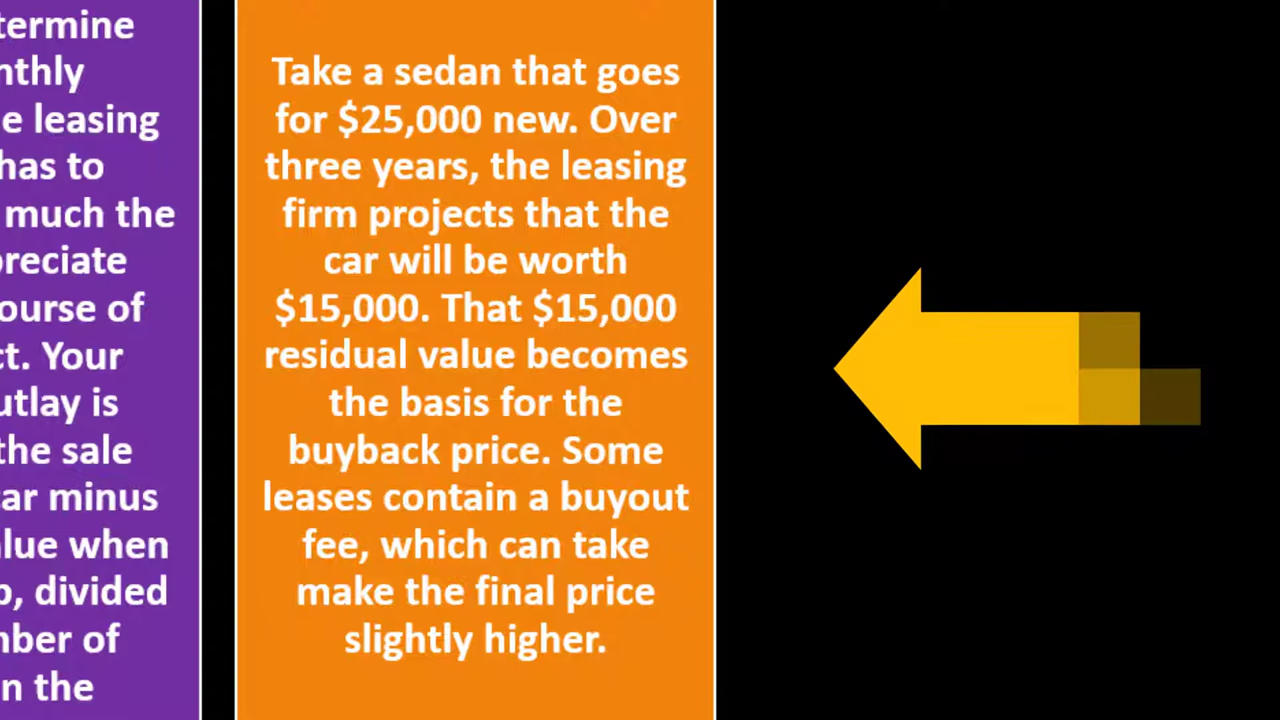 termine
nthly
e leasing
has to
much the
preciate
ourse of
ct. Your
utlay is
the sale
car minus
alue when
p, divided
mber of
n the
Take a sedan that goes
for $25,000 new. Over
three years, the leasing
firm projects that the
car will be worth
$15,000. That $15,000
residual value becomes
the basis for the
buyback price. Some
leases contain a buyout
fee, which can take
make the final price
slightly higher.